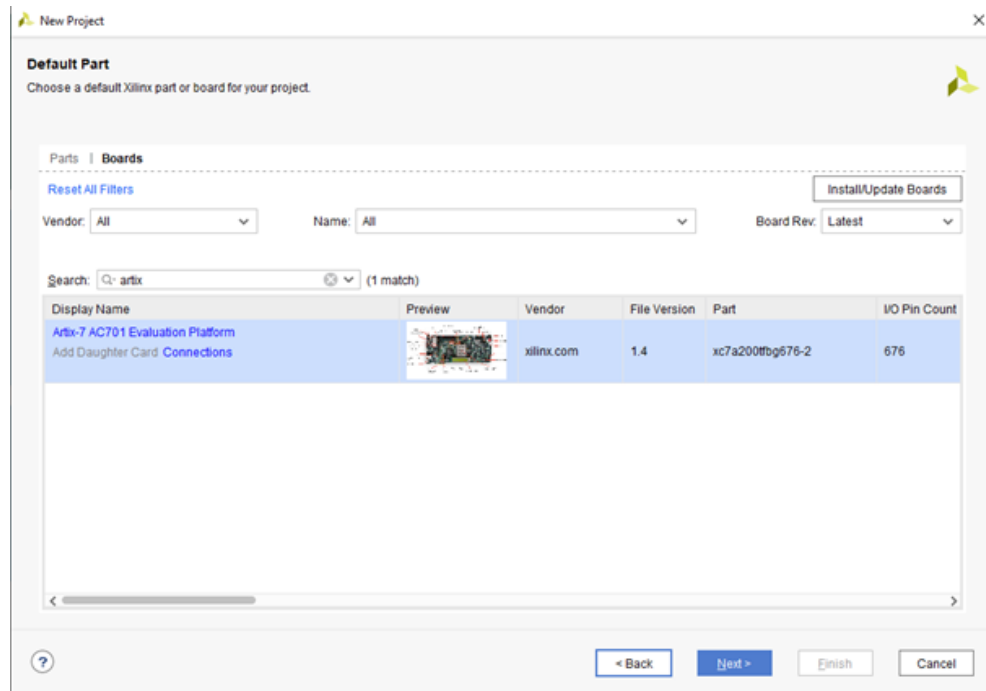 New Project
Default Part
Choose a default Xilinx part or board for your project.
Parts | Boards
Reset All Filters
Install/Update Boards
Vendor: All
Name: All
Board Rev: Latest
Search: artix (1 match)
Display Name Preview Vendor File Version Part I/O Pin Count
Artix-7 AC701 Evaluation Platform
Add Daughter Card Connections
xilinx.com 1.4 xc7a200tfbg676-2 676
? < Back Next > Finish Cancel